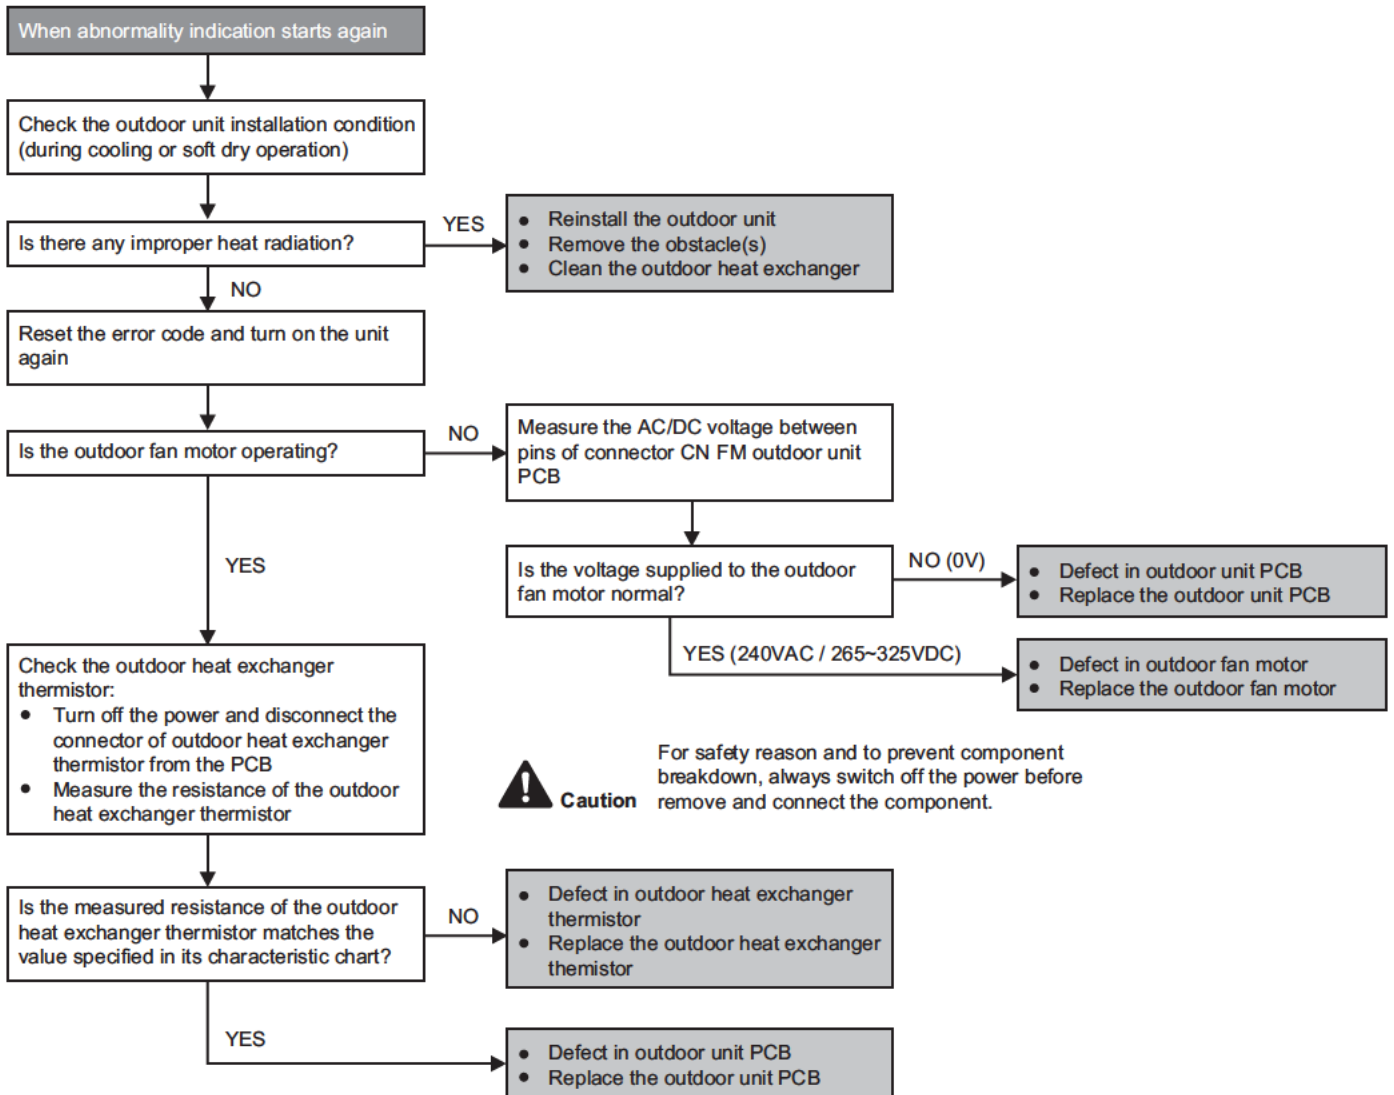 When abnormality indication starts again
Check the outdoor unit installation condition
(during cooling or soft dry operation)
Is there any improper heat radiation?
YES
● Reinstall the outdoor unit
● Remove the obstacle(s)
● Clean the outdoor heat exchanger
NO
Reset the error code and turn on the unit
again
Is the outdoor fan motor operating?
NO
Measure the AC/DC voltage between
pins of connector CN FM outdoor unit
PCB
YES
Is the voltage supplied to the outdoor
fan motor normal?
NO (0V)
● Defect in outdoor unit PCB
● Replace the outdoor unit PCB
YES (240VAC / 265~325VDC)
● Defect in outdoor fan motor
● Replace the outdoor fan motor
Check the outdoor heat exchanger
thermistor:
● Turn off the power and disconnect the
connector of outdoor heat exchanger
thermistor from the PCB
● Measure the resistance of the outdoor
heat exchanger thermistor
Caution
For safety reason and to prevent component
breakdown, always switch off the power before
remove and connect the component.
Is the measured resistance of the outdoor
heat exchanger thermistor matches the
value specified in its characteristic chart?
NO
● Defect in outdoor heat exchanger
thermistor
● Replace the outdoor heat exchanger
themistor
YES
● Defect in outdoor unit PCB
● Replace the outdoor unit PCB